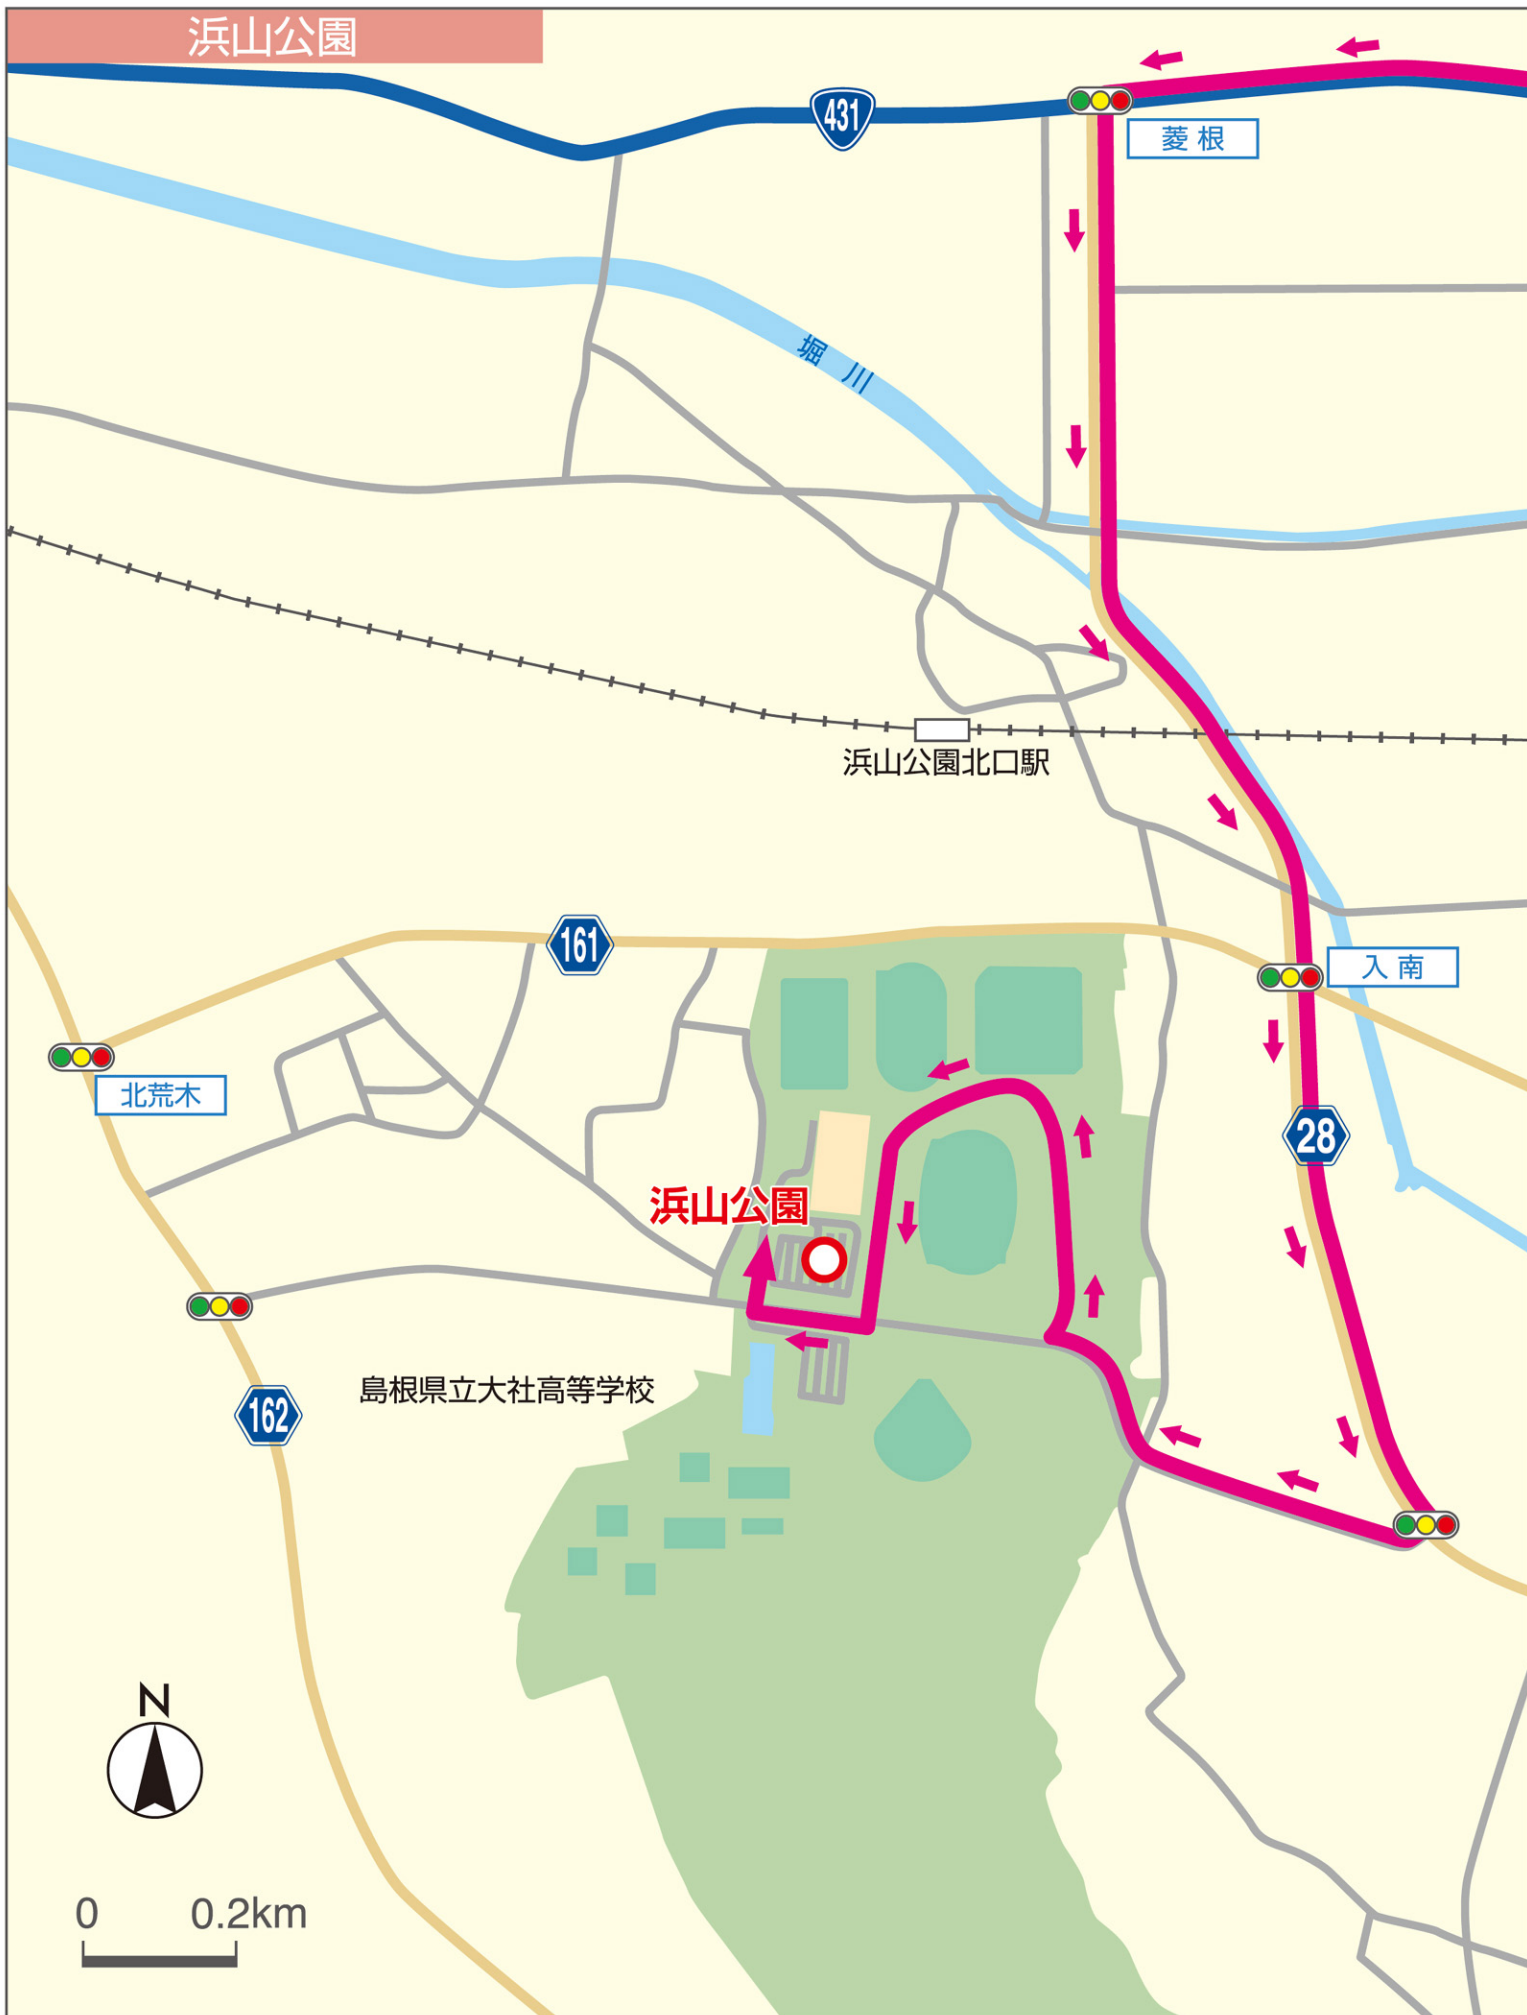 浜山公園
431
菱根
堀川
浜山公園北口駅
161
入南
北荒木
28
浜山公園
島根県立大社高等学校
162
N
0 0.2km